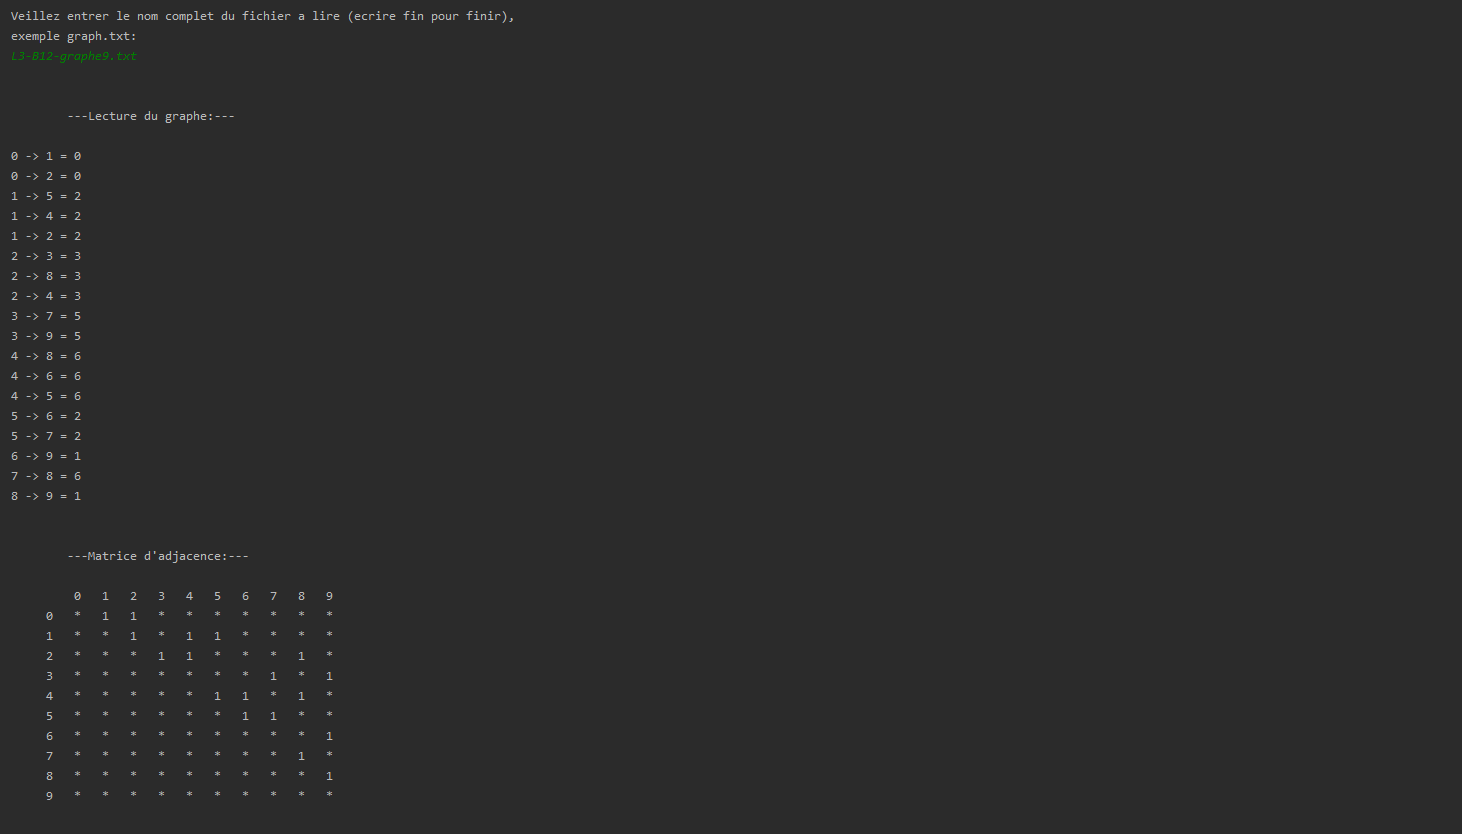 Veillez entrer le nom complet du fichier a lire (ecrire fin pour finir),
exemple graph.txt:
L3-B12-graphe9.txt
---Lecture du graphe:---
0 -> 1 = 0
0 -> 2 = 0
1 -> 5 = 2
1 -> 4 = 2
1 -> 2 = 2
2 -> 3 = 3
2 -> 8 = 3
2 -> 4 = 3
3 -> 7 = 5
3 -> 9 = 5
4 -> 8 = 6
4 -> 6 = 6
4 -> 5 = 6
5 -> 6 = 2
5 -> 7 = 2
6 -> 9 = 1
7 -> 8 = 6
8 -> 9 = 1
---Matrice d'adjacence:---
0 1 2 3 4 5 6 7 8 9
0 * 1 1 * * * * * * *
1 * * 1 * 1 1 * * * *
2 * * * 1 1 * * * 1 *
3 * * * * * * * 1 * 1
4 * * * * * 1 1 * 1 *
5 * * * * * * 1 1 * *
6 * * * * * * * * * 1
7 * * * * * * * * 1 *
8 * * * * * * * * * 1
9 * * * * * * * * * *